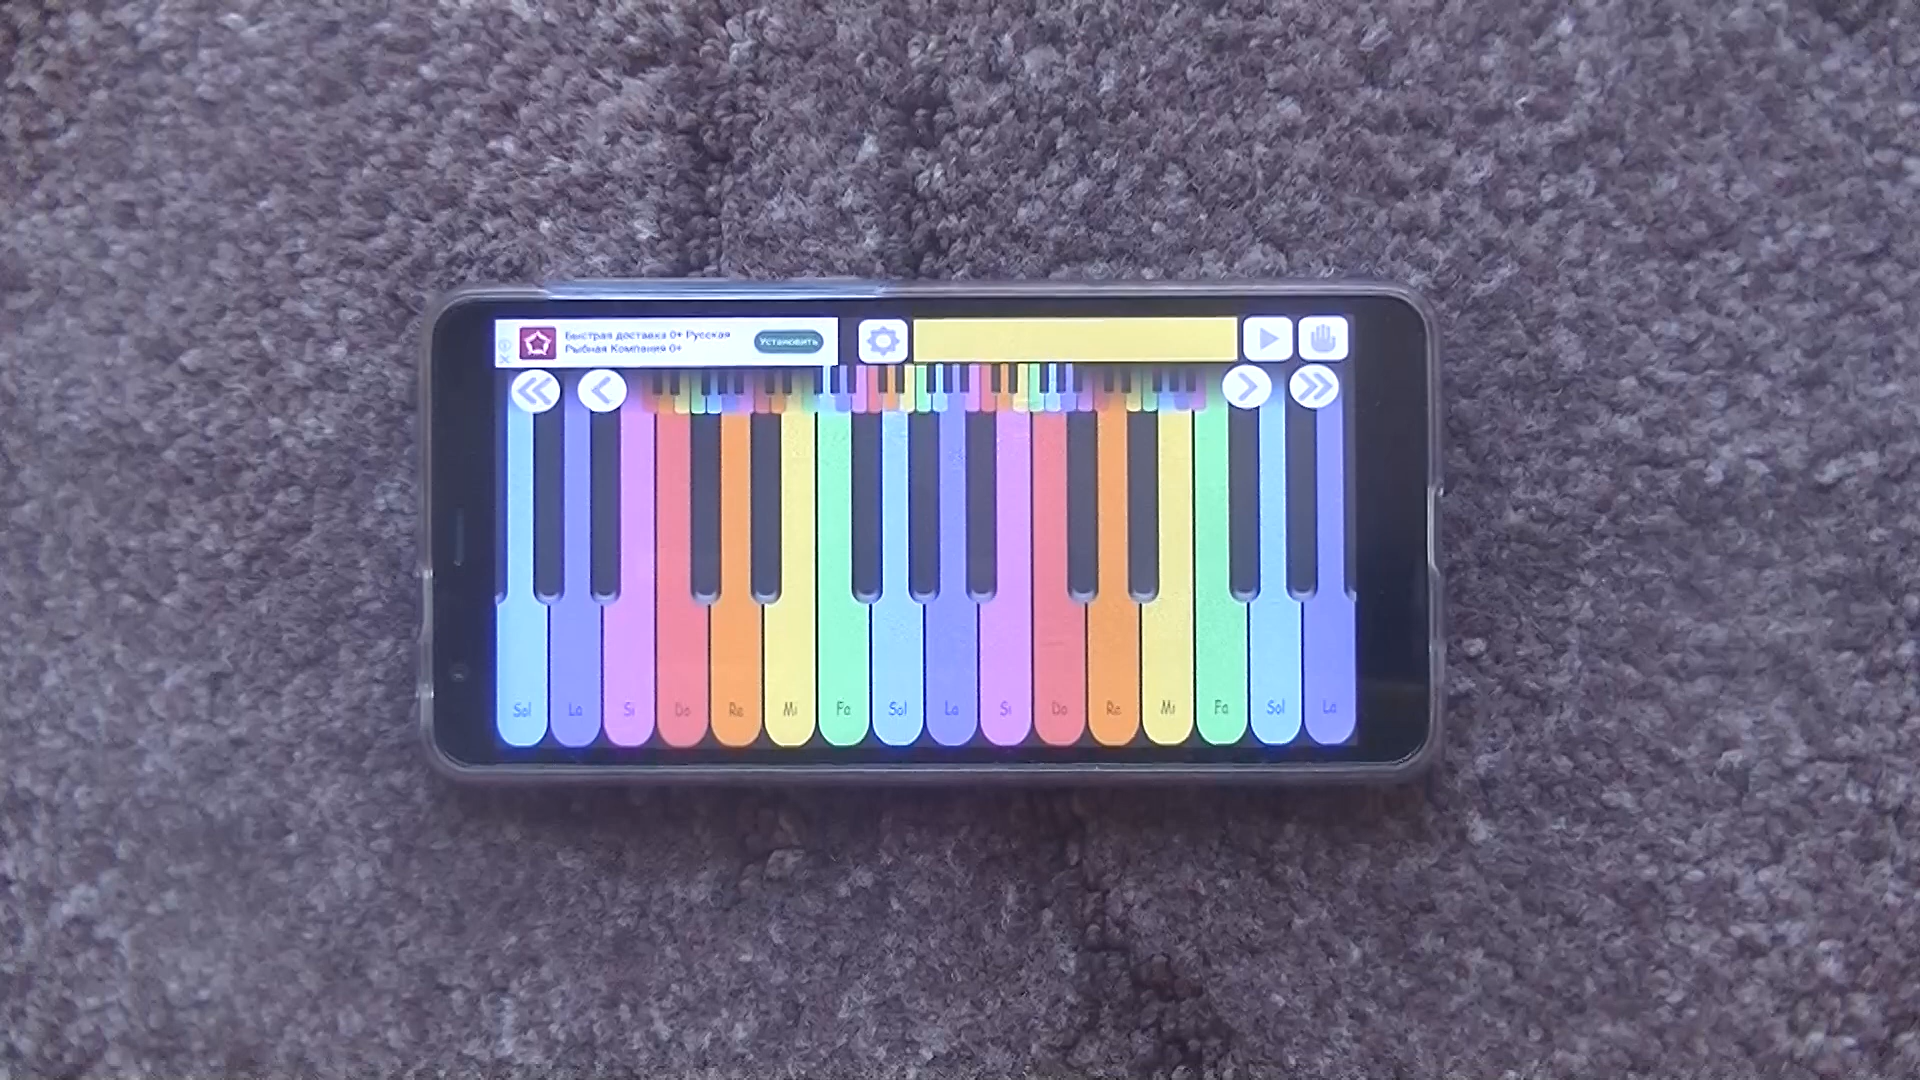 Быстрая доставка 0+ Русская
Рыбная Компания 0+
Установить
Sol La Si Do Re Mi Fa Sol La Si Do Re Mi Fa Sol La